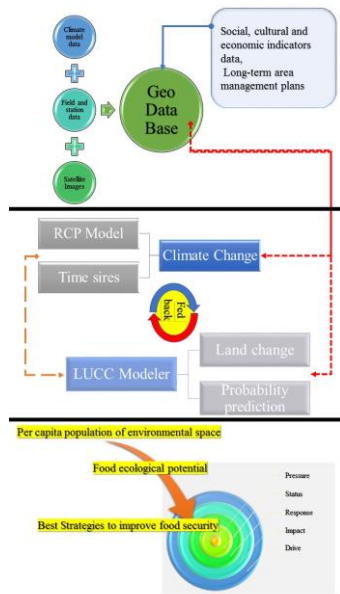 Climate
model
data
Field and
station
data
Satellite
Images
Geo
Data
Base
Social, cultural and
economic indicators
data,
Long-term area
management plans
RCP Model
Time sires
Climate Change
Fed
back
LUCC Modeler
Land change
Probability
prediction
Per capita population of environmental space
Food ecological potential
Best Strategies to improve food security
Pressure
Status
Response
Impact
Drive